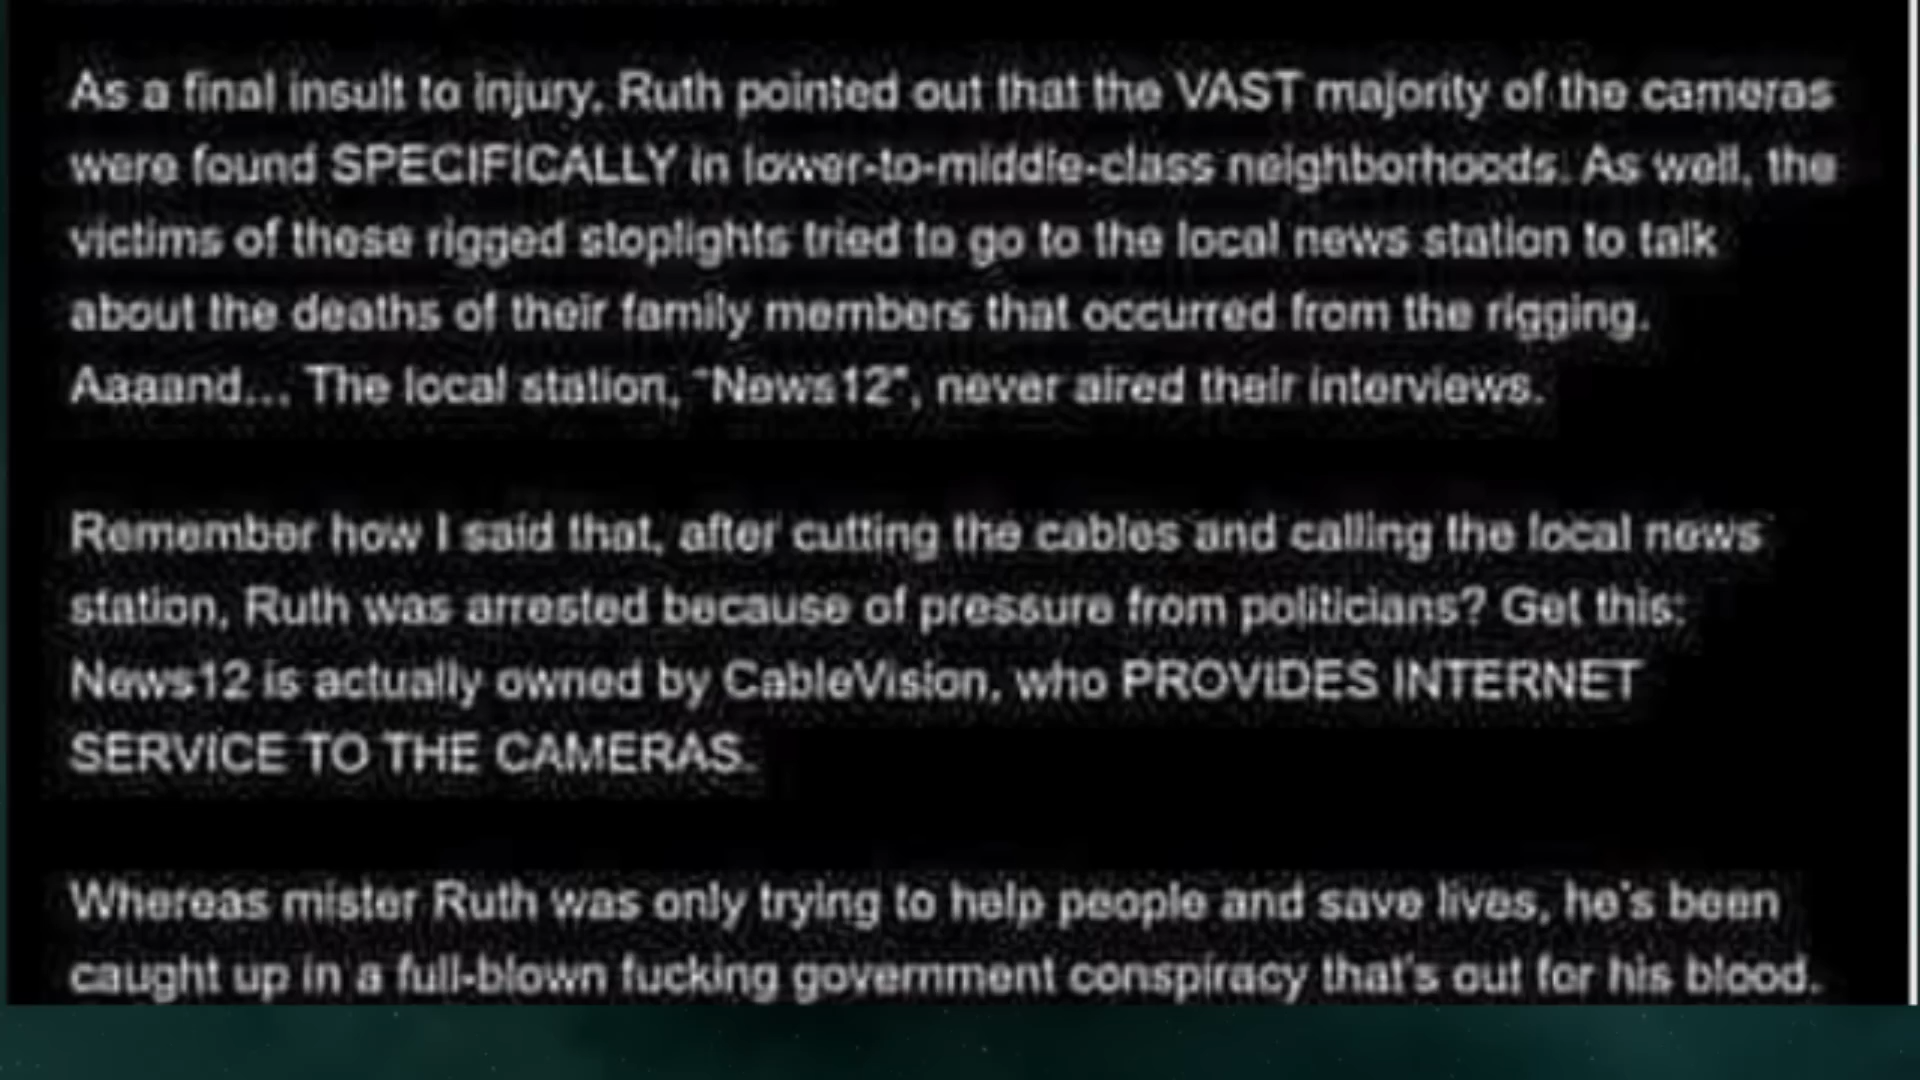 As a final insult to injury, Ruth pointed out that the VAST majority of the cameras
were found SPECIFICALLY in lower-to-middle-class neighborhoods. As well, the
victims of these rigged stoplights tried to go to the local news station to talk
about the deaths of their family members that occurred from the rigging.
Aaaand... The local station, "News12", never aired their interviews.
Remember how I said that, after cutting the cables and calling the local news
station, Ruth was arrested because of pressure from politicians? Get this:
News12 is actually owned by CableVision, who PROVIDES INTERNET
SERVICE TO THE CAMERAS.
Whereas mister Ruth was only trying to help people and save lives, he's been
caught up in a full-blown fucking government conspiracy that's out for his blood.